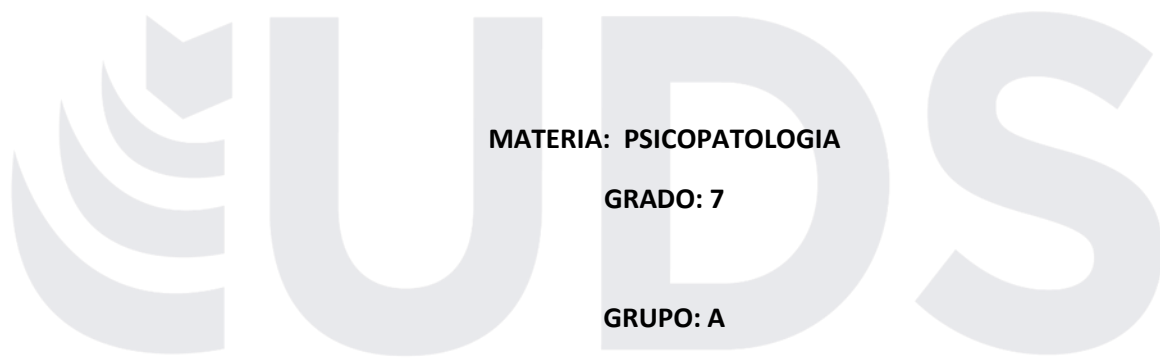 UDS
MATERIA: PSICOPATOLOGIA
GRADO: 7
GRUPO: A